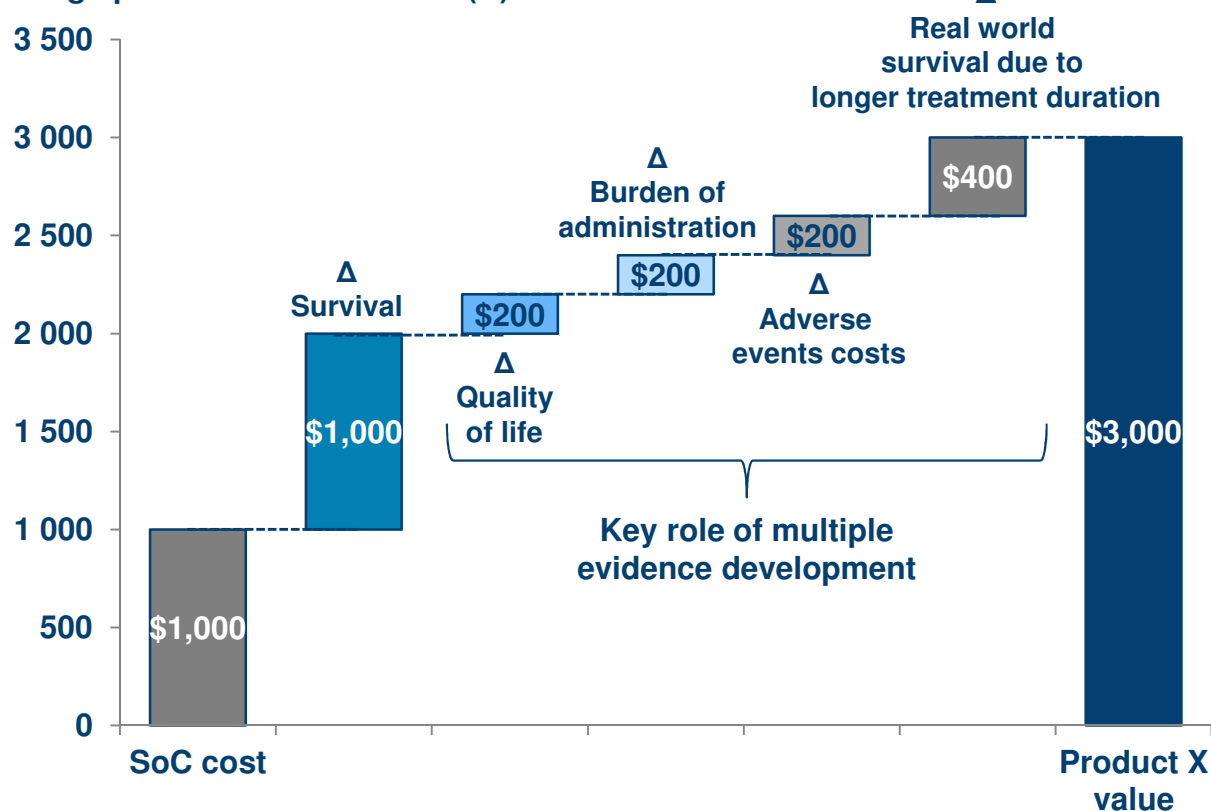 Δ
Real world
survival due to
longer treatment duration
3 500
3 000
2 500
2 000
1 500
1 000
500
0
$1,000
SoC cost
Δ
Survival
$1,000
$200
Δ
Quality
of life
Δ
Burden of
administration
$200
$200
Δ
Adverse
events costs
$400
Key role of multiple
evidence development
$3,000
Product X
value